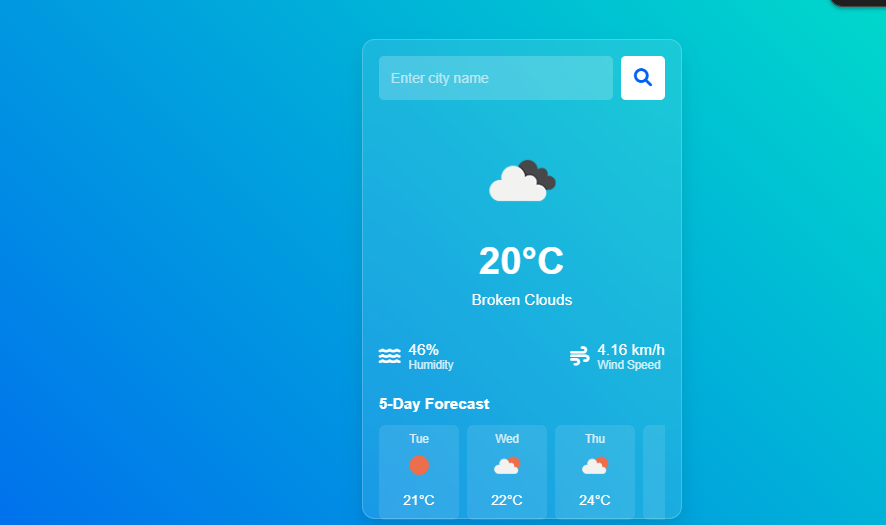 Enter city name
20°C
Broken Clouds
46%
Humidity
4.16 km/h
Wind Speed
5-Day Forecast
Tue
21°C
Wed
22°C
Thu
24°C